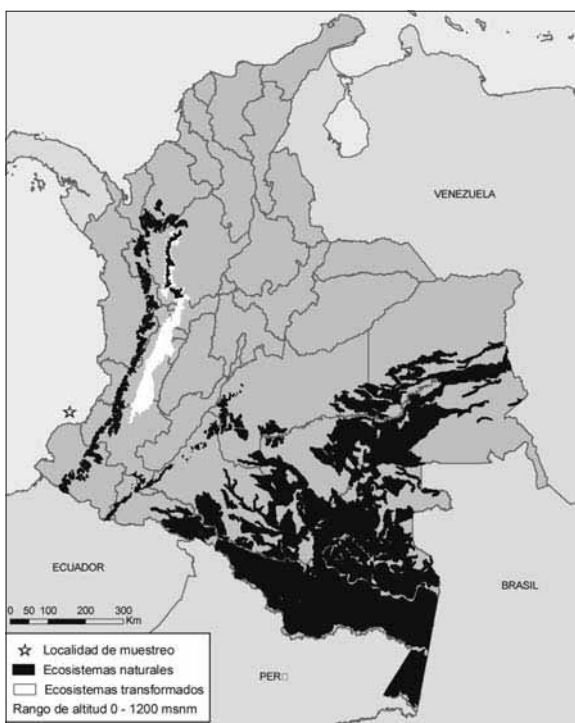 VENEZUELA
ECUADOR
BRASIL
PER□
0 50 100 200 300
Km
Localidad de muestreo
Ecosistemas naturales
Ecosistemas transformados
Rango de altitud 0 - 1200 msnm